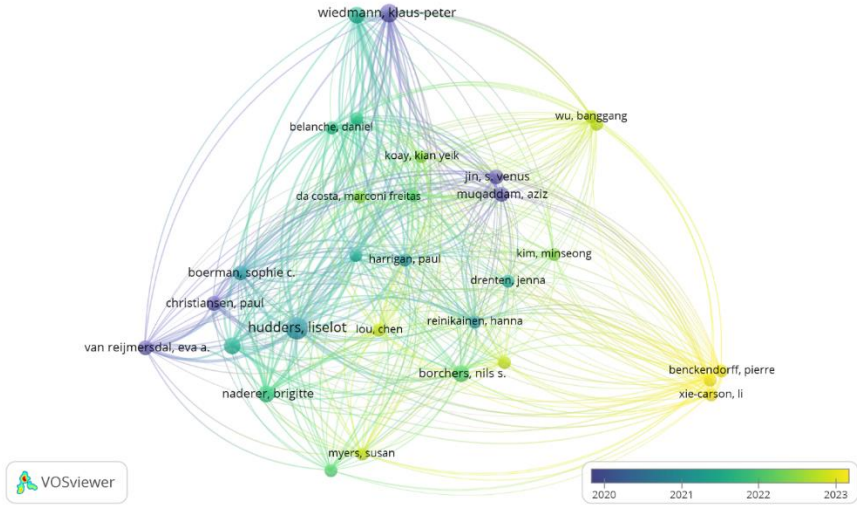 wiedmann, klaus-peter
wu, banggang
belanche, daniel
koay, kian yeik
jin, s. venus
da costa, marconi freitas
muqaddam, aziz
kim, minseong
harrigan, paul
boerman, sophie c.
drenten, jenna
christiansen, paul
reinikainen, hanna
hudders, liselot
lou, chen
van reijmersdal, eva a.
benckendorff, pierre
borchers, nils s.
naderer, brigitte
xie-carson, li
myers, susan
VOSviewer
2020 2021 2022 2023